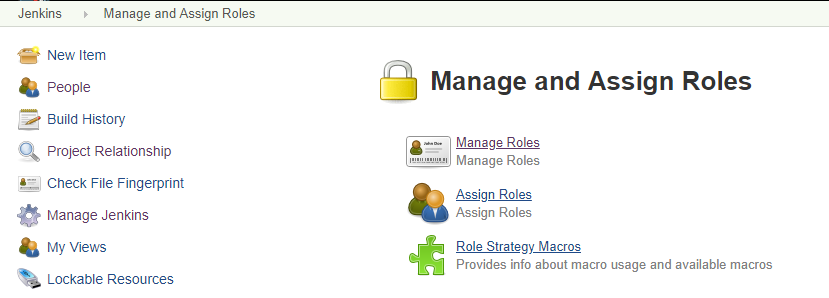 Jenkins Manage and Assign Roles
New Item
People
Build History
Project Relationship
Check File Fingerprint
Manage Jenkins
My Views
Lockable Resources
Manage and Assign Roles
John Doe
Manage Roles
Manage Roles
Assign Roles
Assign Roles
Role Strategy Macros
Provides info about macro usage and available macros